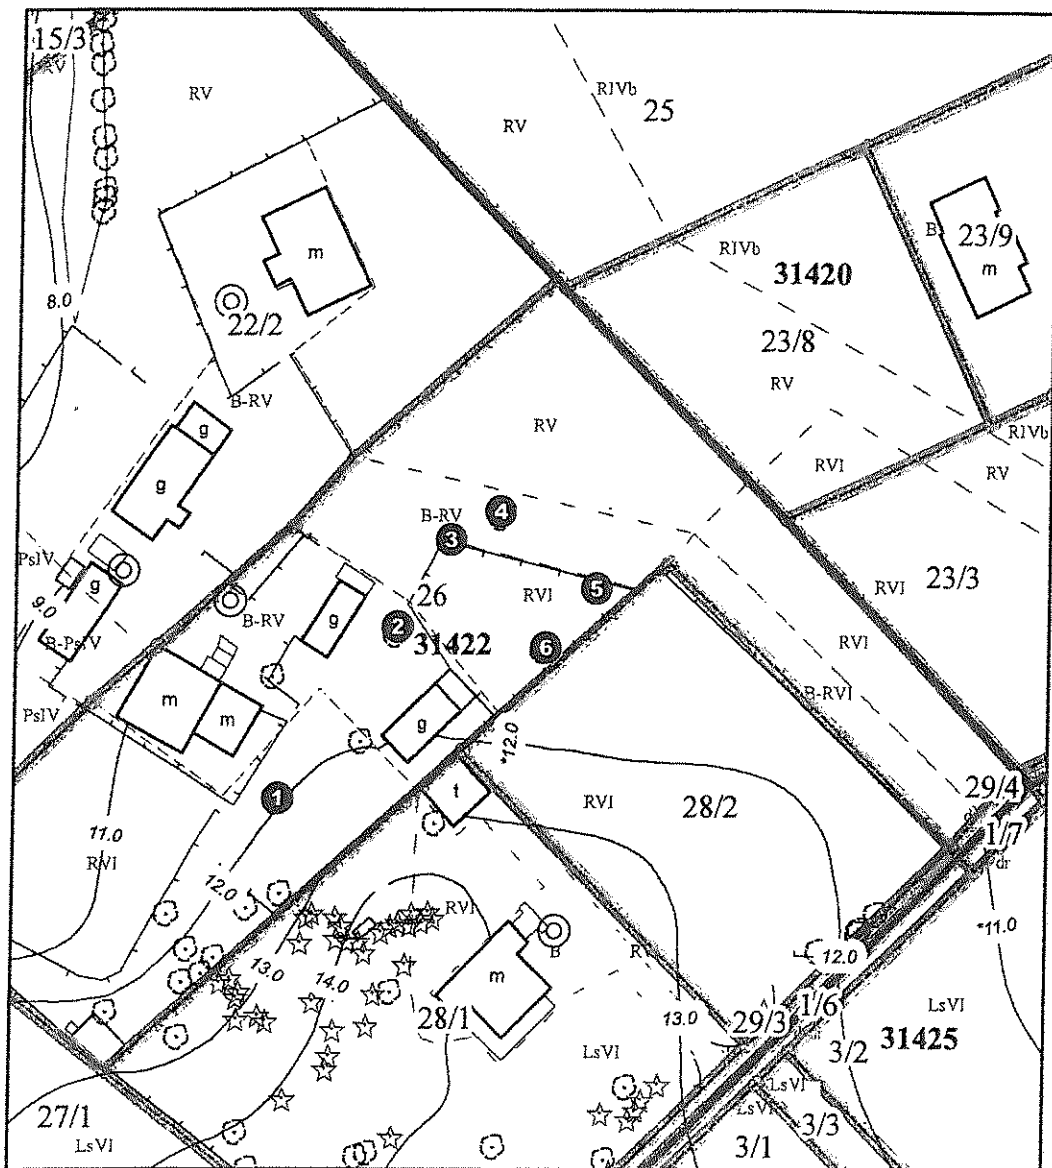 15/3
RV
RV
RIVb
25
RV
m
RIVb
B
23/9
m
31420
8.0
22/2
23/8
RV
B-RV
g
RV
RIVb
RVI
RV
g
B-RV
4
3
PsIV
g
RVI
5
23/3
RVI
26
9.0
B-RV
g
2
31422
6
B-PsIV
RVI
m
m
B-RVI
PsIV
g
*12.0
29/4
1
t
RVI
28/2
1/7
11.0
RVI
dr
12.0
RVI
*11.0
13.0
14.0
m
B
12.0
28/1
13.0
29/3
1/6
LsVI
31425
LsVI
3/2
27/1
LsVI
LsVI
LsVI
3/3
3/1